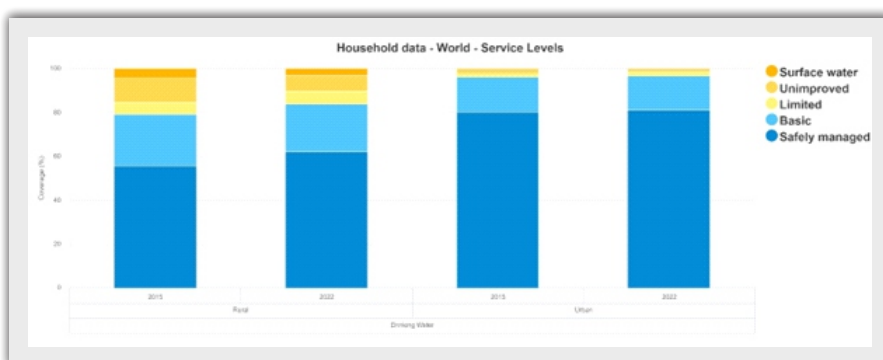 Household data - World - Service Levels
Surface water
Unimproved
Limited
Basic
Safely managed
Coverage (%)
100
80
60
40
20
0
2015
2022
2015
2022
Rural
Urban
Drinking Water